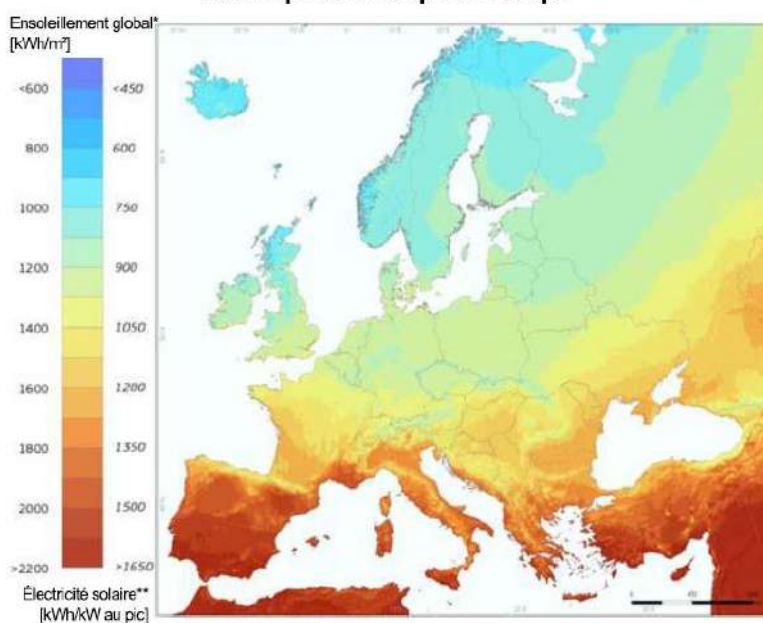 Ensoleillement global*
[kWh/m²]
<600 <450
800 600
1000 750
1200 900
1400 1050
1600 1200
1800 1350
2000 1500
>2200 >1650
Électricité solaire**
[kWh/kW au pic]